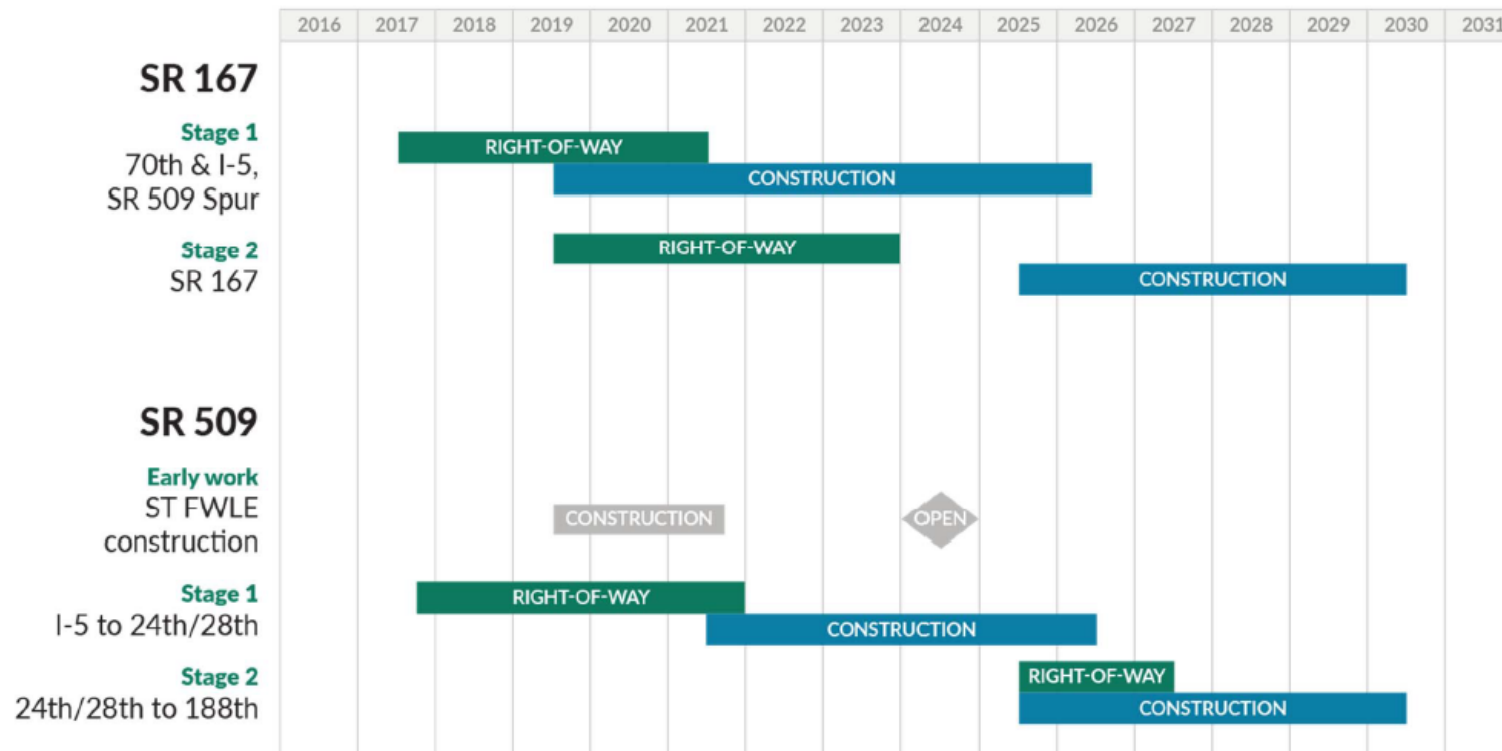 2016 2017 2018 2019 2020 2021 2022 2023 2024 2025 2026 2027 2028 2029 2030 2031
SR 167
Stage 1
70th & I-5,
SR 509 Spur
RIGHT-OF-WAY
CONSTRUCTION
Stage 2
SR 167
RIGHT-OF-WAY
CONSTRUCTION
SR 509
Early work
ST FWLE
construction
CONSTRUCTION
OPEN
Stage 1
I-5 to 24th/28th
RIGHT-OF-WAY
CONSTRUCTION
Stage 2
24th/28th to 188th
RIGHT-OF-WAY
CONSTRUCTION